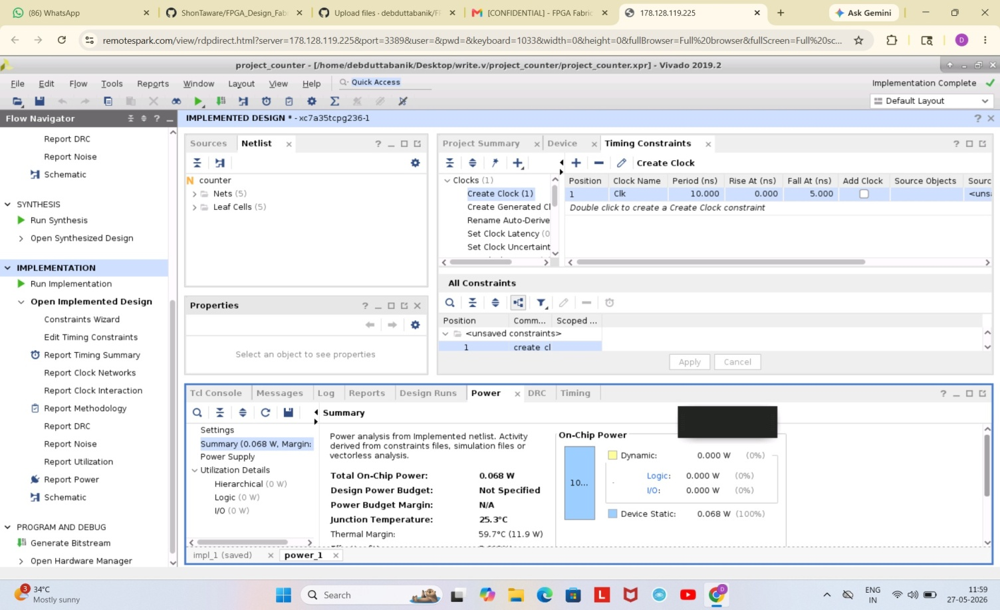 (86) WhatsApp
ShonTaware/FPGA_Design_Fab
Upload files · debduttabanik/FF
[CONFIDENTIAL] - FPGA Fabric
178.128.119.225
Ask Gemini
remotespark.com/view/rdpdirect.html?server=178.128.119.225&port=3389&user=&pwd=&keyboard=1033&width=0&height=0&fullBrowser=Full%20browser&fullScreen=Full%20sc...
D
project_counter - [/home/debduttabanik/Desktop/write.v/project_counter/project_counter.xpr] - Vivado 2019.2
File Edit Flow Tools Reports Window Layout View Help Quick Access
Implementation Complete
Default Layout
Flow Navigator
Report DRC
Report Noise
Schematic
SYNTHESIS
Run Synthesis
Open Synthesized Design
IMPLEMENTATION
Run Implementation
Open Implemented Design
Constraints Wizard
Edit Timing Constraints
Report Timing Summary
Report Clock Networks
Report Clock Interaction
Report Methodology
Report DRC
Report Noise
Report Utilization
Report Power
Schematic
PROGRAM AND DEBUG
Generate Bitstream
Open Hardware Manager
IMPLEMENTED DESIGN * - xc7a35tcpg236-1
Sources Netlist
N counter
Nets (5)
Leaf Cells (5)
Properties
Select an object to see properties
Project Summary Device Timing Constraints
Clocks (1)
Create Clock (1)
Create Generated Cl
Rename Auto-Derive
Set Clock Latency (0
Set Clock Uncertaint
Create Clock
Position Clock Name Period (ns) Rise At (ns) Fall At (ns) Add Clock Source Objects Sourc
1 Clk 10.000 0.000 5.000 <uns
Double click to create a Create Clock constraint
All Constraints
Position Comm... Scoped ...
<unsaved constraints>
1 create_cl
Apply Cancel
Tcl Console Messages Log Reports Design Runs Power DRC Timing
Settings
Summary (0.068 W, Margin:
Power Supply
Utilization Details
Hierarchical (0 W)
Logic (0 W)
I/O (0 W)
Summary
Power analysis from Implemented netlist. Activity
derived from constraints files, simulation files or
vectorless analysis.
Total On-Chip Power: 0.068 W
Design Power Budget: Not Specified
Power Budget Margin: N/A
Junction Temperature: 25.3°C
Thermal Margin: 59.7°C (11.9 W)
On-Chip Power
10...
Dynamic: 0.000 W (0%)
Logic: 0.000 W (0%)
I/O: 0.000 W (0%)
Device Static: 0.068 W (100%)
impl_1 (saved) power_1
3
34°C
Mostly sunny
Search
L
D
ENG
IN
11:59
27-05-2026